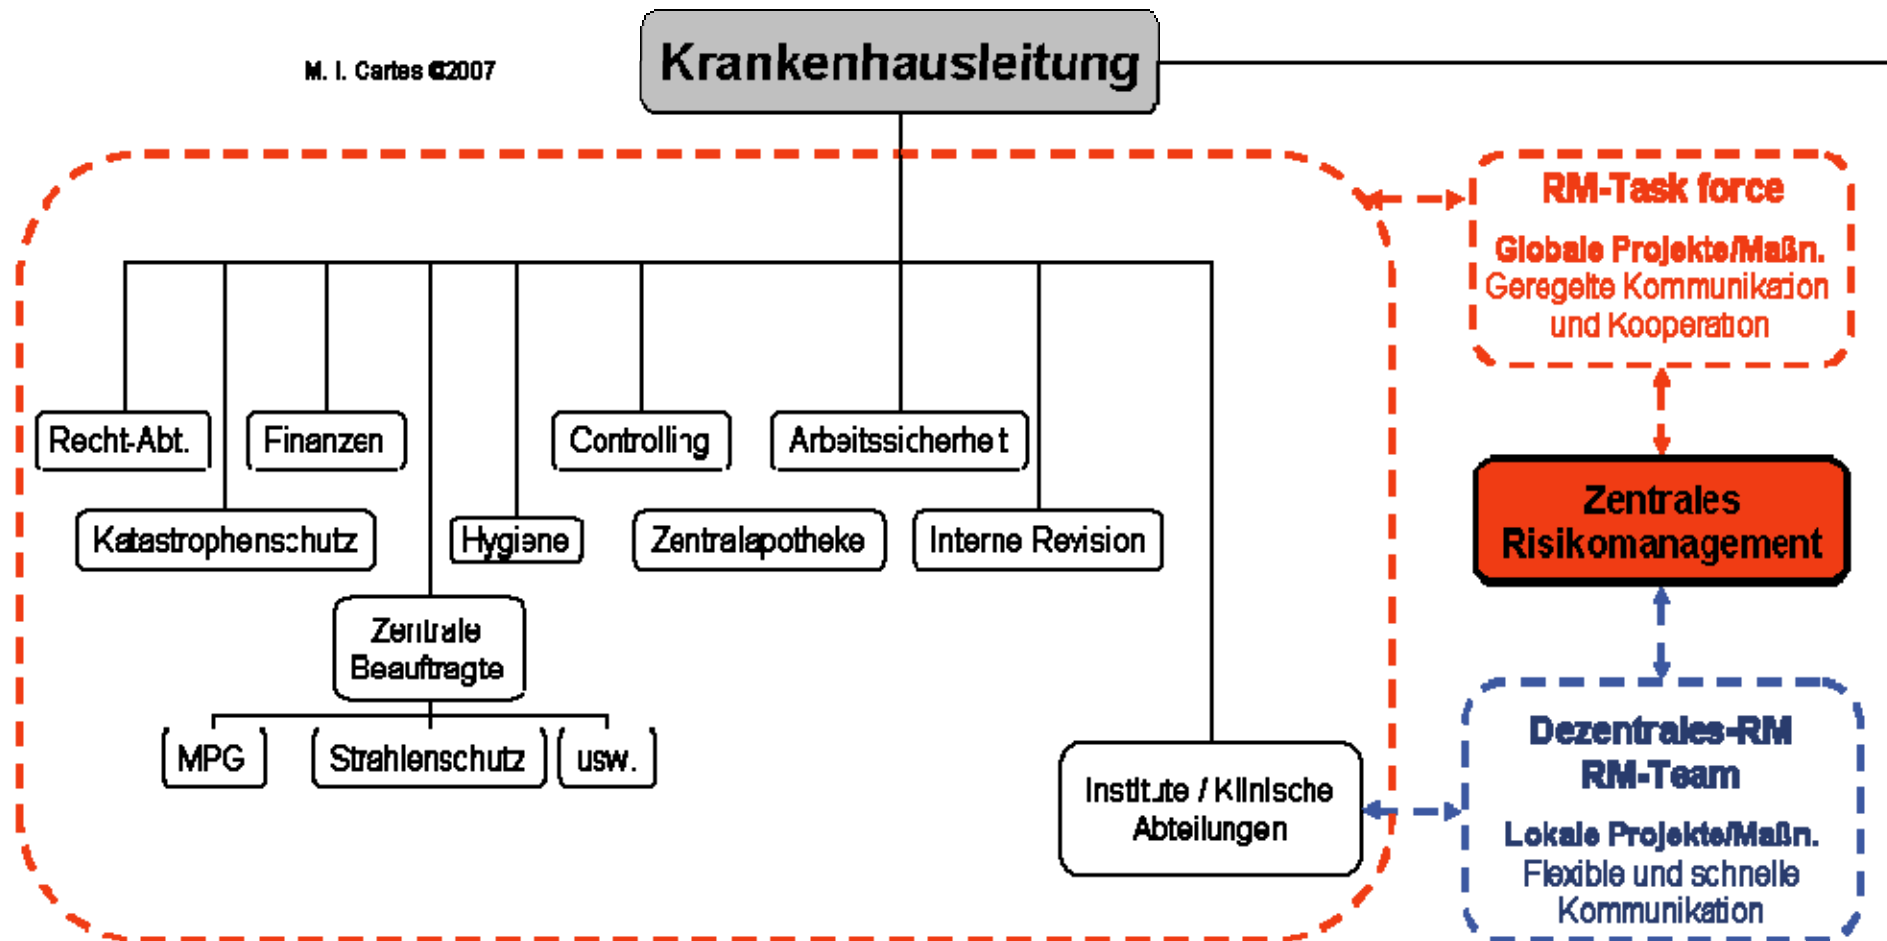 Krankenhausleitung
M. I. Cartes ©2007
RM-Task force
Globale Projekte/Maßn.
Geregelte Kommunikation
und Kooperation
Recht-Abt.
Finanzen
Controlling
Arbeitssicherheit
Katastrophenschutz
Hygiene
Zentralapotheke
Interne Revision
Zentrales
Risikomanagement
Zentrale
Beauftragte
MPG
Strahlenschutz
usw.
Institute / Klinische
Abteilungen
Dezentrales-RM
RM-Team
Lokale Projekte/Maßn.
Flexible und schnelle
Kommunikation